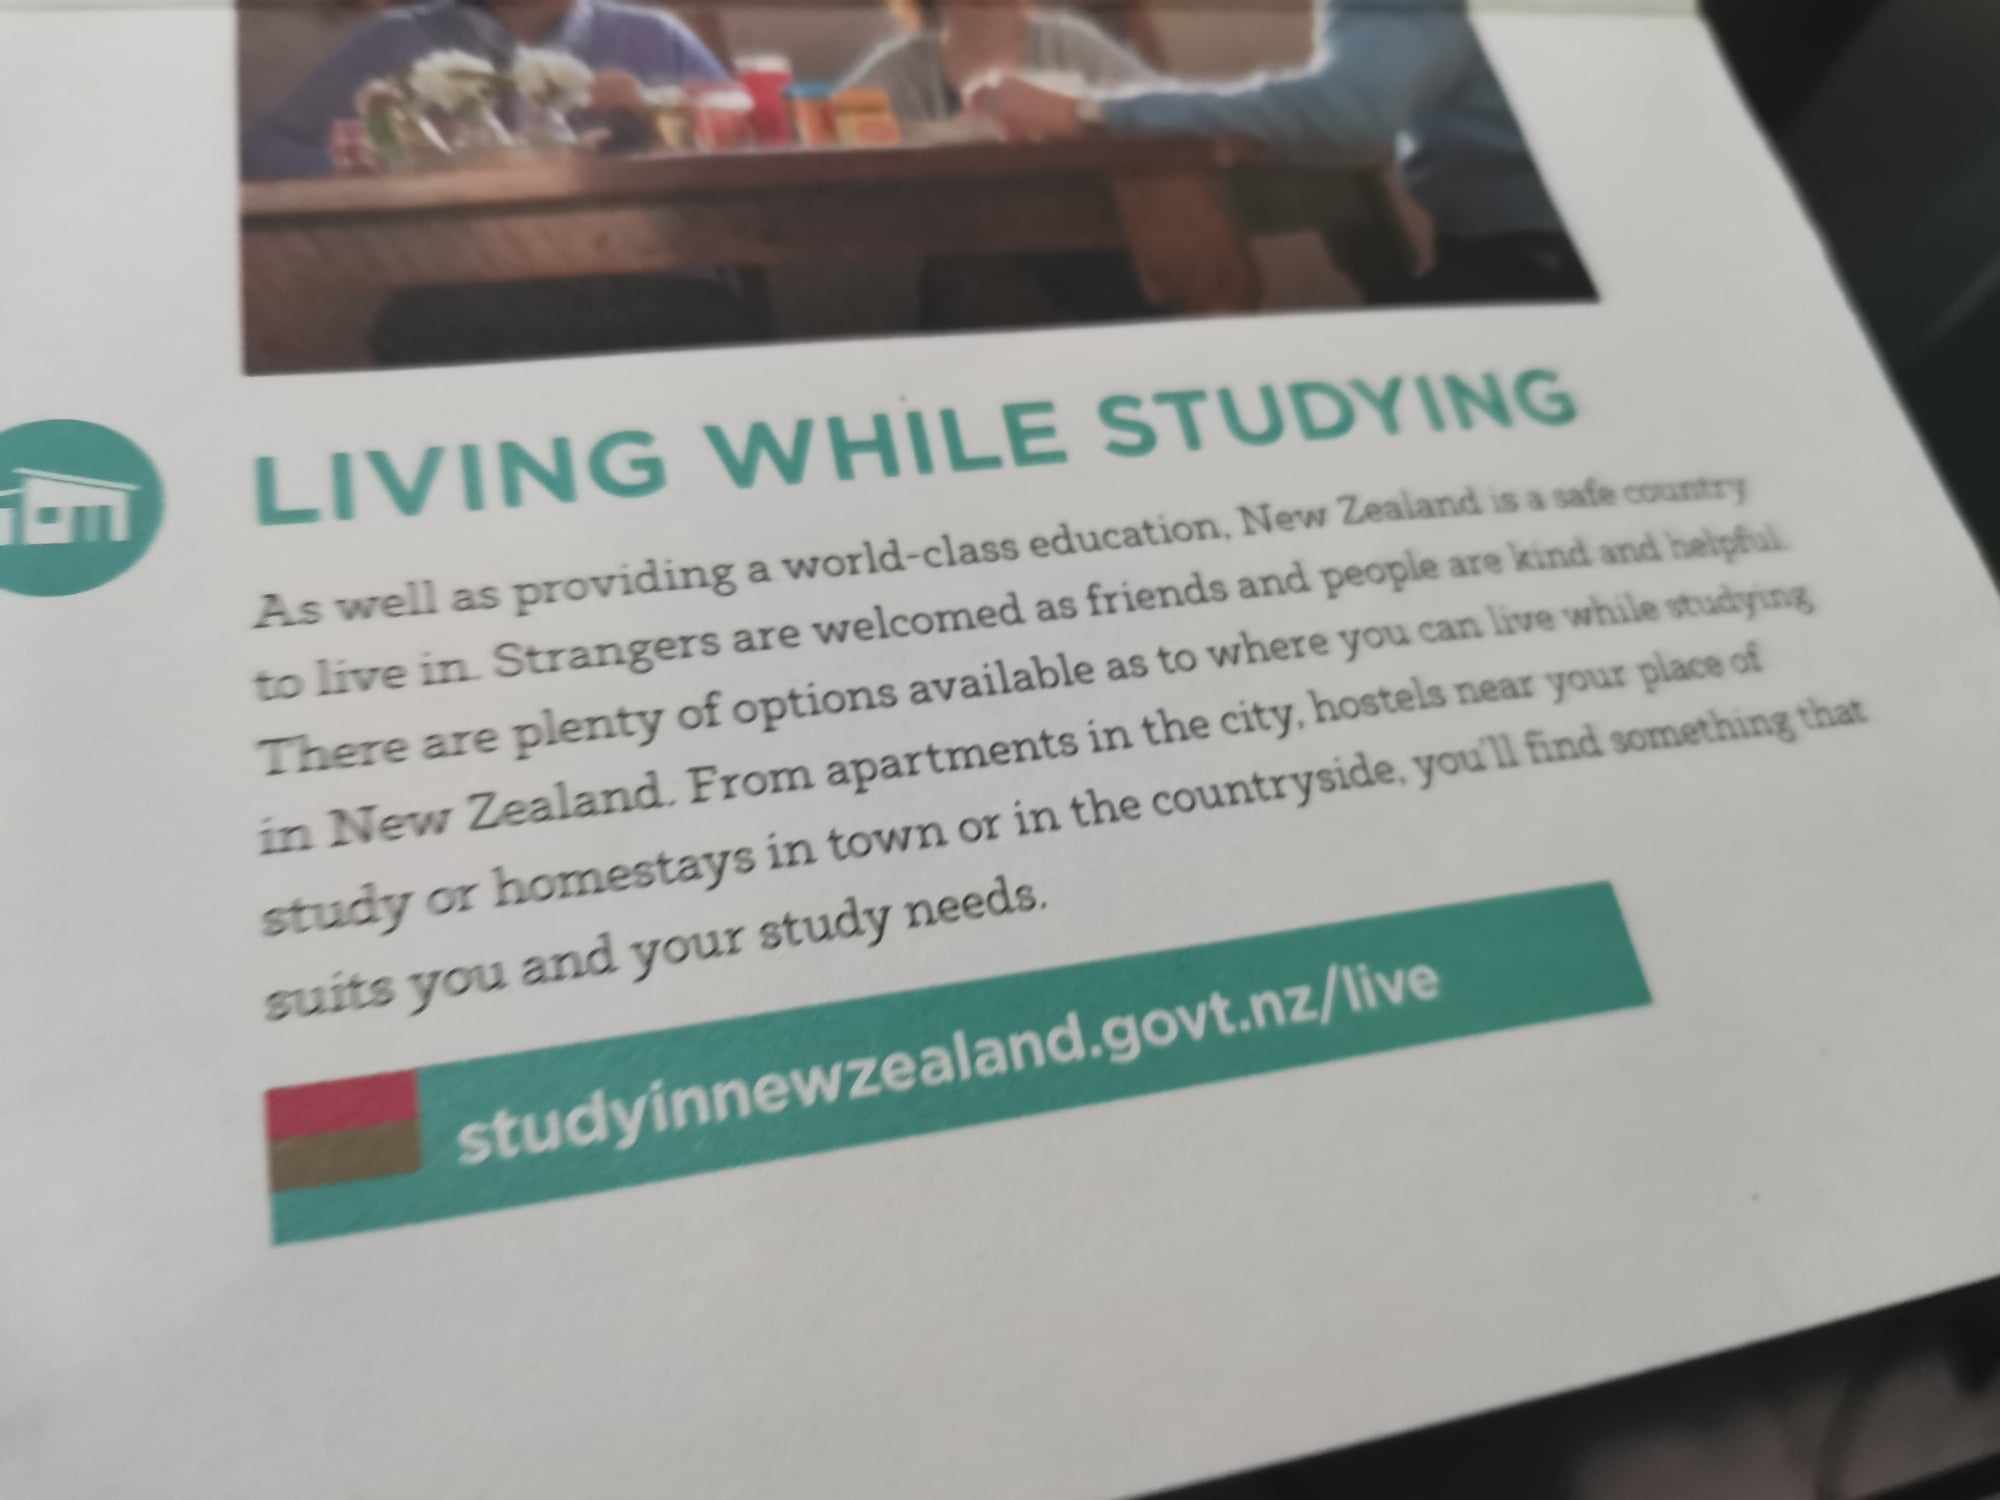 LIVING WHILE STUDYING
As well as providing a world-class education, New Zealand is a safe country
to live in. Strangers are welcomed as friends and people are kind and helpful.
There are plenty of options available as to where you can live while studying
in New Zealand. From apartments in the city, hostels near your place of
study or homestays in town or in the countryside, you'll find something that
suits you and your study needs.
studyinnewzealand.govt.nz/live